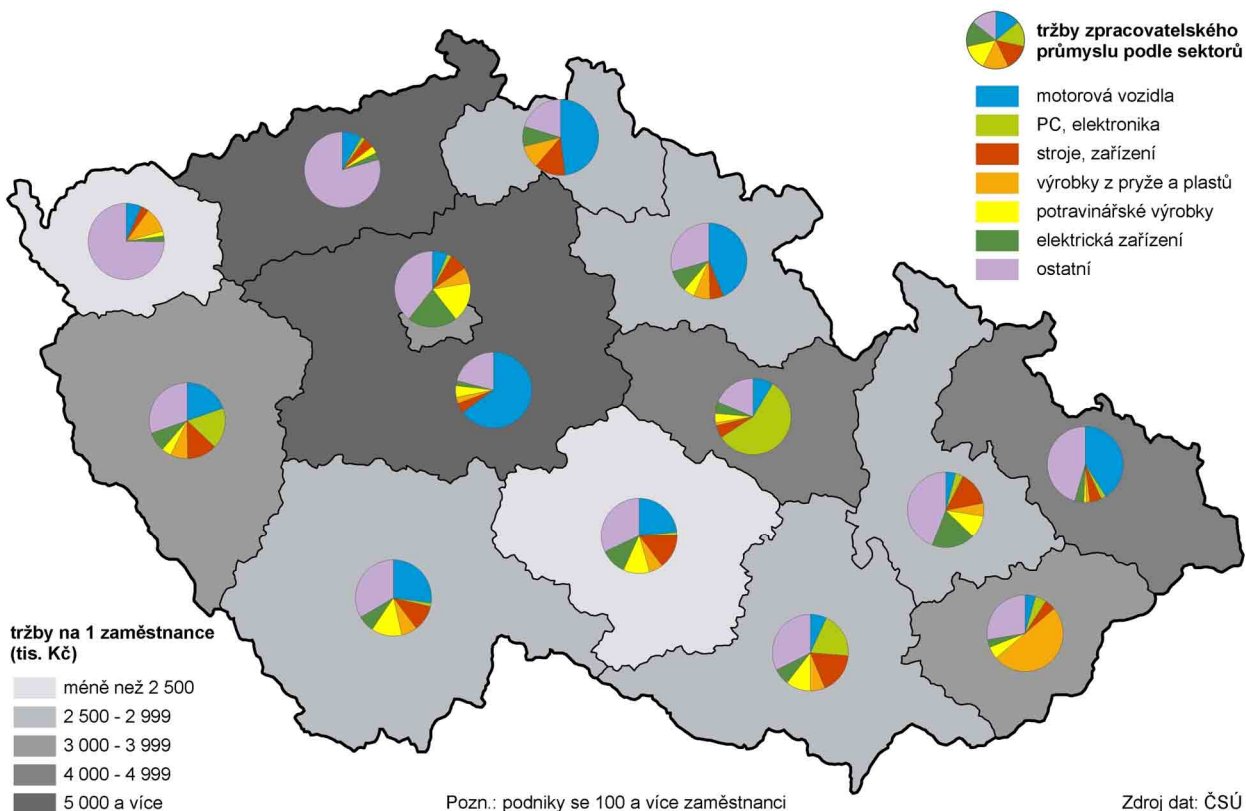 tržby zpracovatelského
průmyslu podle sektorů
motorová vozidla
PC, elektronika
stroje, zařízení
výrobky z pryže a plastů
potravinářské výrobky
elektrická zařízení
ostatní
tržby na 1 zaměstnance
(tis. Kč)
méně než 2 500
2 500 - 2 999
3 000 - 3 999
4 000 - 4 999
5 000 a více
Pozn.: podniky se 100 a více zaměstnanci
Zdroj dat: ČSÚ